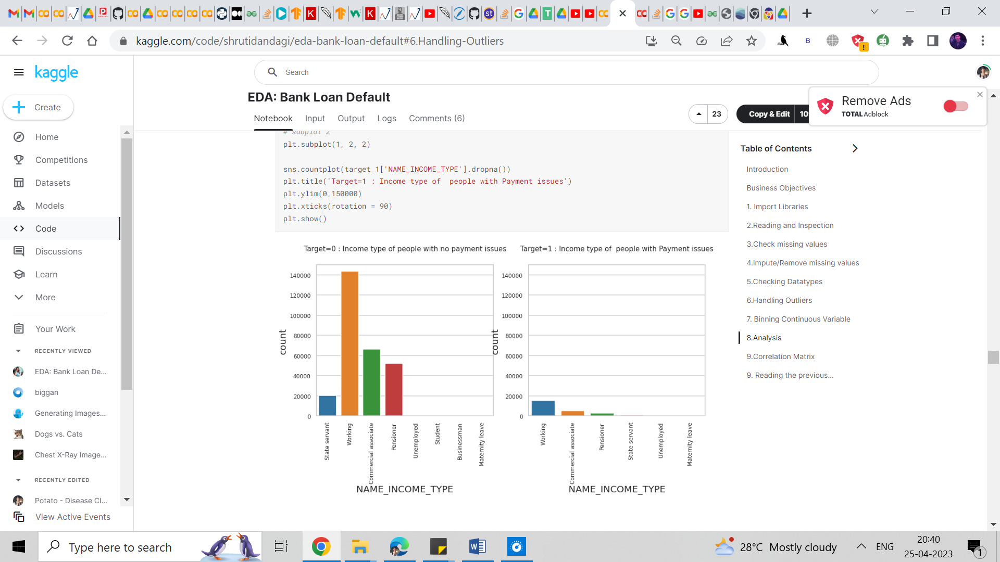 kaggle.com/code/shrutidandagi/eda-bank-loan-default#6.Handling-Outliers
kaggle
Search
Create
Home
Competitions
Datasets
Models
Code
Discussions
Learn
More
Your Work
RECENTLY VIEWED
EDA: Bank Loan De...
biggan
Generating Images...
Dogs vs. Cats
Chest X-Ray Image...
RECENTLY EDITED
Potato - Disease Cl...
View Active Events
EDA: Bank Loan Default
Notebook Input Output Logs Comments (6)
23
Copy & Edit
Remove Ads
TOTAL Adblock
# subplot 2
plt.subplot(1, 2, 2)
sns.countplot(target_1['NAME_INCOME_TYPE'].dropna())
plt.title('Target=1 : Income type of  people with Payment issues')
plt.ylim(0,150000)
plt.xticks(rotation = 90)
plt.show()
Target=0 : Income type of people with no payment issues
count
140000
120000
100000
80000
60000
40000
20000
0
State servant
Working
Commercial associate
Pensioner
Unemployed
Student
Businessman
Maternity leave
NAME_INCOME_TYPE
Target=1 : Income type of  people with Payment issues
count
140000
120000
100000
80000
60000
40000
20000
0
Working
Commercial associate
Pensioner
State servant
Unemployed
Maternity leave
NAME_INCOME_TYPE
Table of Contents
Introduction
Business Objectives
1. Import Libraries
2.Reading and Inspection
3.Check missing values
4.Impute/Remove missing values
5.Checking Datatypes
6.Handling Outliers
7. Binning Continuous Variable
8.Analysis
9.Correlation Matrix
9. Reading the previous...
Type here to search
28°C Mostly cloudy
ENG
20:40
25-04-2023
1